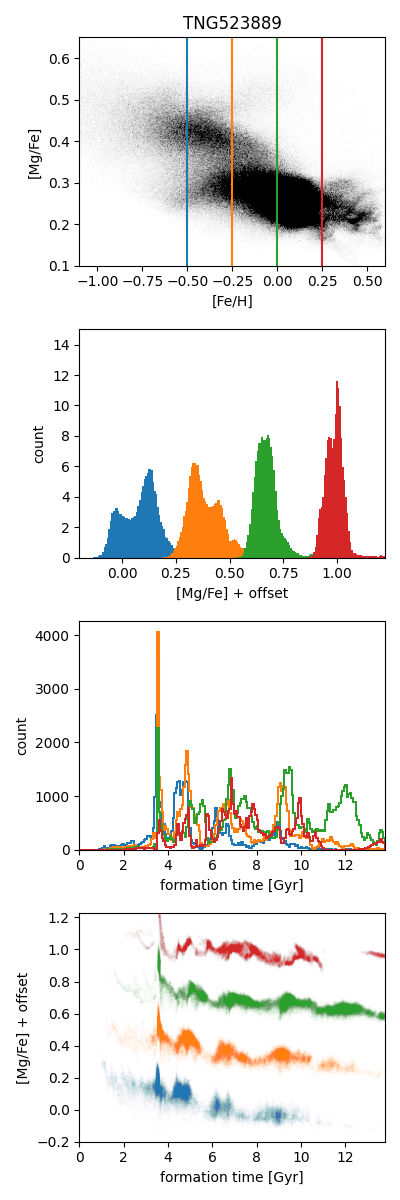 TNG523889
0.6
0.5
0.4
0.3
0.2
0.1
[Mg/Fe]
−1.00 −0.75 −0.50 −0.25 0.00 0.25 0.50
[Fe/H]
14
12
10
8
6
4
2
0
count
0.00 0.25 0.50 0.75 1.00
[Mg/Fe] + offset
4000
3000
2000
1000
0
count
0 2 4 6 8 10 12
formation time [Gyr]
1.2
1.0
0.8
0.6
0.4
0.2
0.0
−0.2
[Mg/Fe] + offset
0 2 4 6 8 10 12
formation time [Gyr]